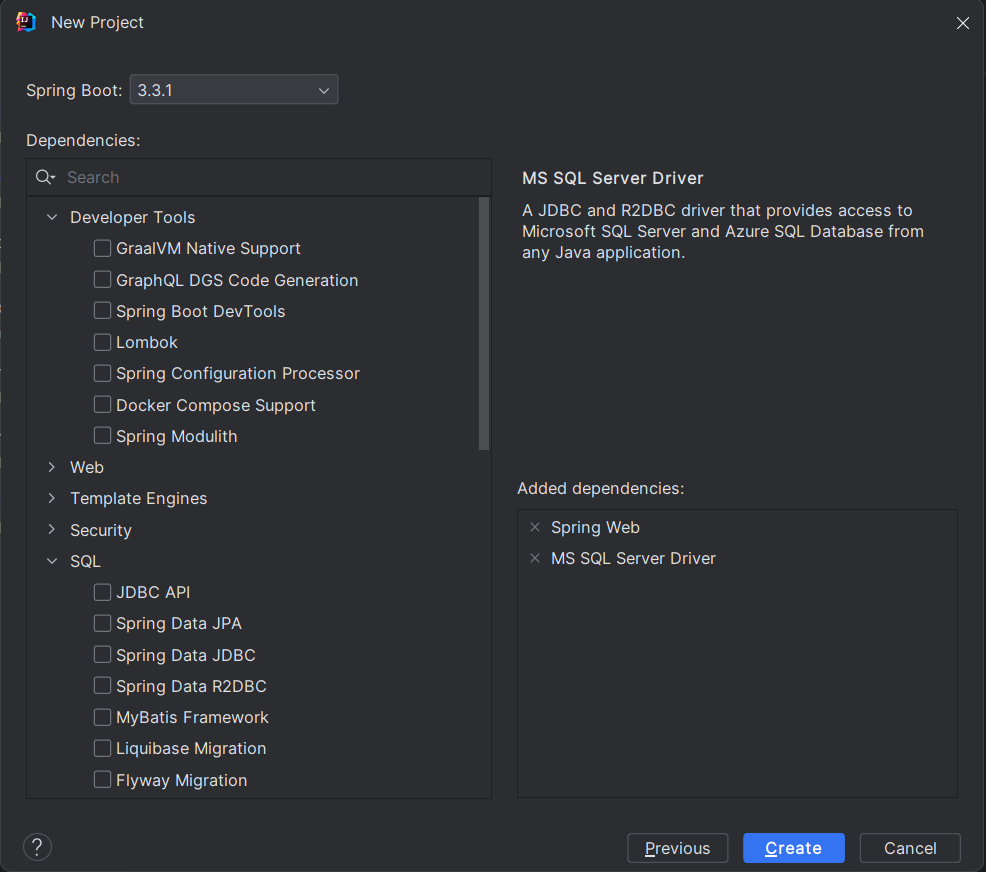 New Project
Spring Boot: 3.3.1
Dependencies:
Search
Developer Tools
GraalVM Native Support
GraphQL DGS Code Generation
Spring Boot DevTools
Lombok
Spring Configuration Processor
Docker Compose Support
Spring Modulith
Web
Template Engines
Security
SQL
JDBC API
Spring Data JPA
Spring Data JDBC
Spring Data R2DBC
MyBatis Framework
Liquibase Migration
Flyway Migration
MS SQL Server Driver
A JDBC and R2DBC driver that provides access to
Microsoft SQL Server and Azure SQL Database from
any Java application.
Added dependencies:
Spring Web
MS SQL Server Driver
?
Previous
Create
Cancel